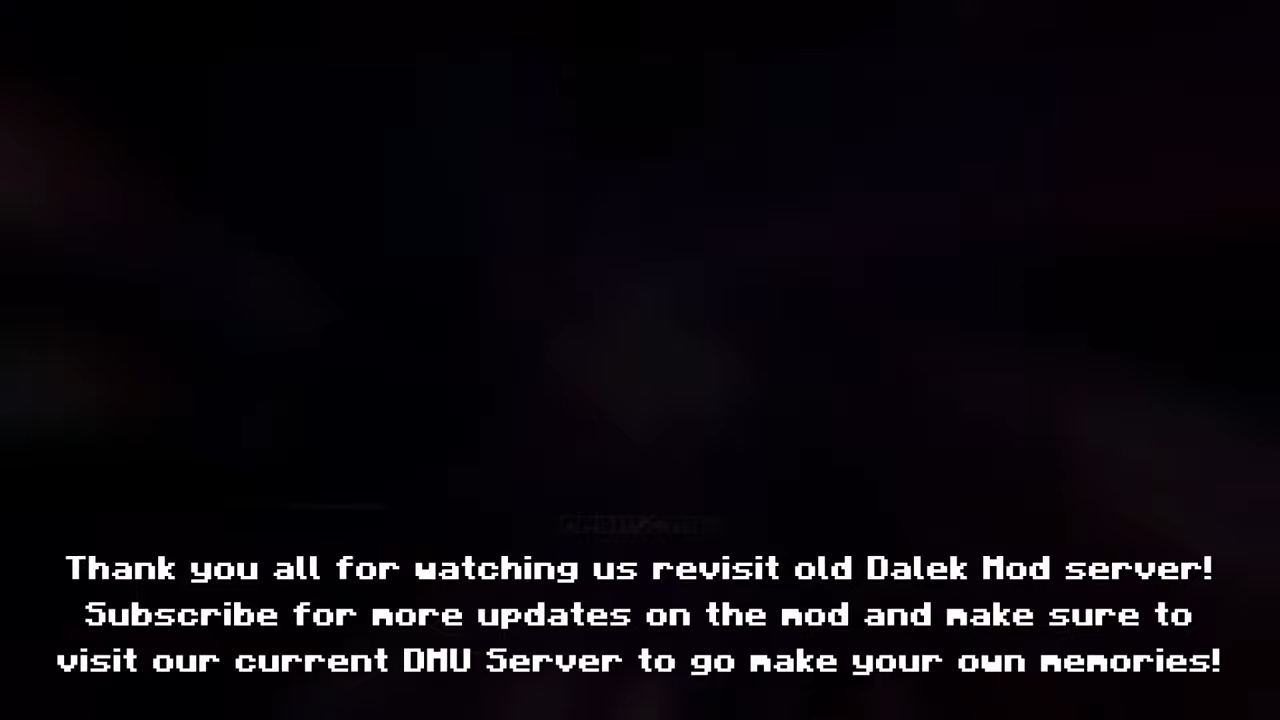 Thank you all for watching us revisit old Dalek Mod server!
Subscribe for more updates on the mod and make sure to
visit our current DMU Server to go make your own memories!